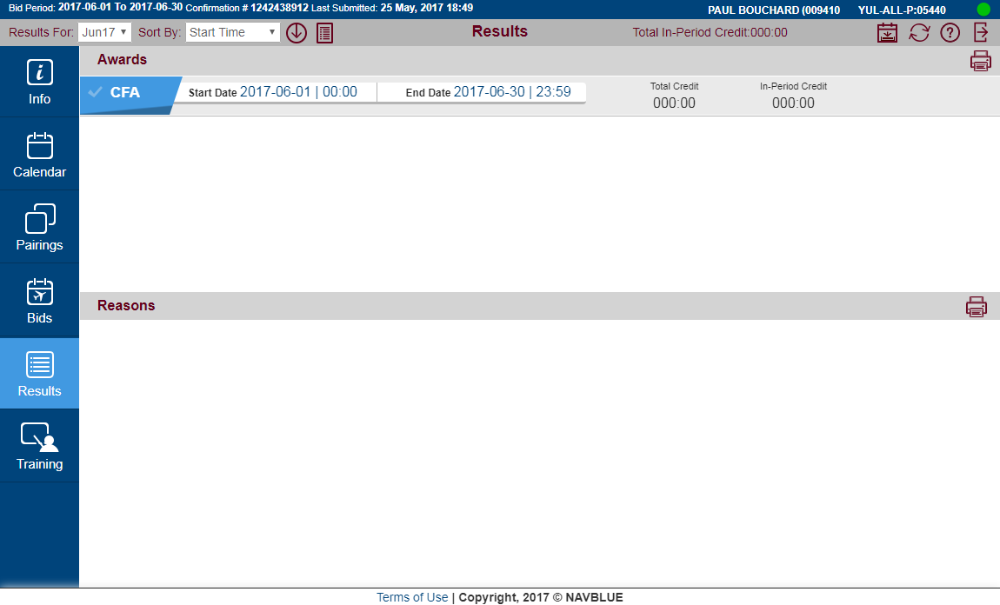 Bid Period: 2017-06-01 To 2017-06-30 Confirmation # 1242438912 Last Submitted: 25 May, 2017 18:49 PAUL BOUCHARD (009410 YUL-ALL-P:05440
Results For: Jun17 Sort By: Start Time Results Total In-Period Credit:000:00
Info
Calendar
Pairings
Bids
Results
Training
Awards
CFA Start Date 2017-06-01 | 00:00 End Date 2017-06-30 | 23:59 Total Credit 000:00 In-Period Credit 000:00
Reasons
Terms of Use | Copyright, 2017 © NAVBLUE